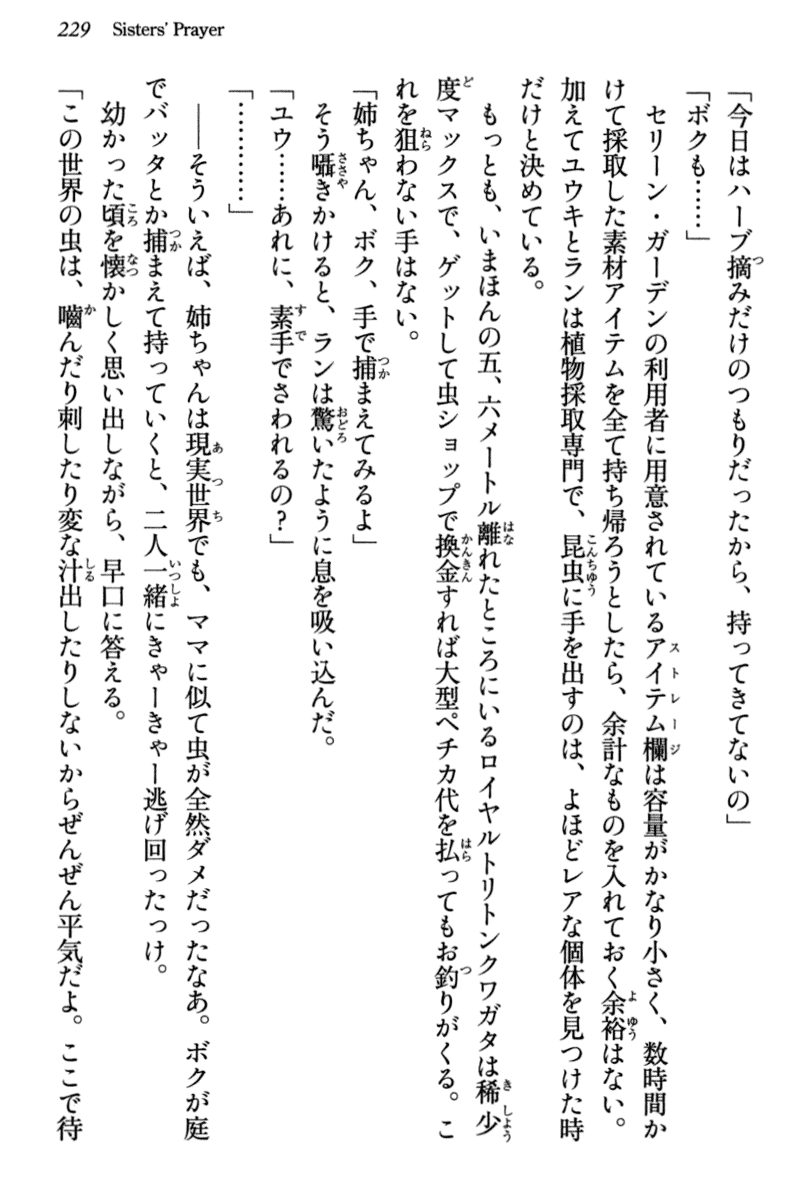 229 Sisters' Prayer
「今日はハーブ摘みだけのつもりだったから、持ってきてないの」
「ボクも……」
セリーン・ガーデンの利用者に用意されているアイテム欄は容量がかなり小さく、数時間か
けて採取した素材アイテムを全て持ち帰ろうとしたら、余計なものを入れておく余裕はない。
加えてユウキとランは植物採取専門で、昆虫に手を出すのは、よほどレアな個体を見つけた時
だけと決めている。
もっとも、いまほんの五、六メートル離れたところにいるロイヤルトリトンクワガタは稀少
度マックスで、ゲットして虫ショップで換金すれば大型ペチカ代を払ってもお釣りがくる。こ
れを狙わない手はない。
「姉ちゃん、ボク、手で捕まえてみるよ」
そう囁きかけると、ランは驚いたように息を吸い込んだ。
「ユウ……あれに、素手でさわれるの？」
「…………」
――そういえば、姉ちゃんは現実世界でも、ママに似て虫が全然ダメだったなあ。ボクが庭
でバッタとか捕まえて持っていくと、二人一緒にきゃーきゃー逃げ回ったっけ。
幼かった頃を懐かしく思い出しながら、早口に答える。
「この世界の虫は、嚙んだり刺したり変な汁出したりしないからぜんぜん平気だよ。ここで待